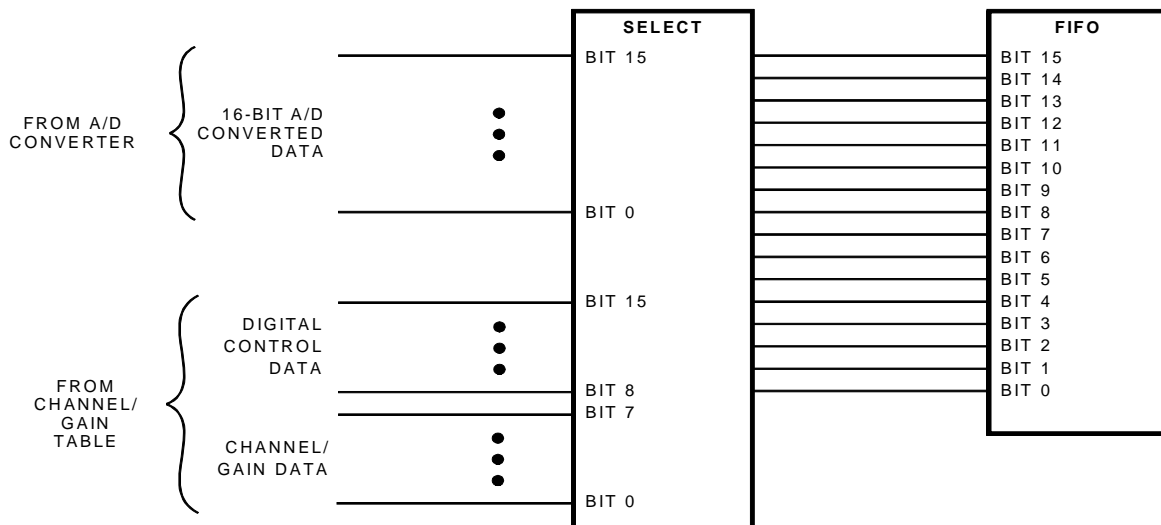 SELECT
FIFO
FROM A/D
CONVERTER
16-BIT A/D
CONVERTED
DATA
BIT 15
BIT 0
FROM
CHANNEL/
GAIN
TABLE
DIGITAL
CONTROL
DATA
CHANNEL/
GAIN DATA
BIT 15
BIT 8
BIT 7
BIT 0
BIT 15
BIT 14
BIT 13
BIT 12
BIT 11
BIT 10
BIT 9
BIT 8
BIT 7
BIT 6
BIT 5
BIT 4
BIT 3
BIT 2
BIT 1
BIT 0